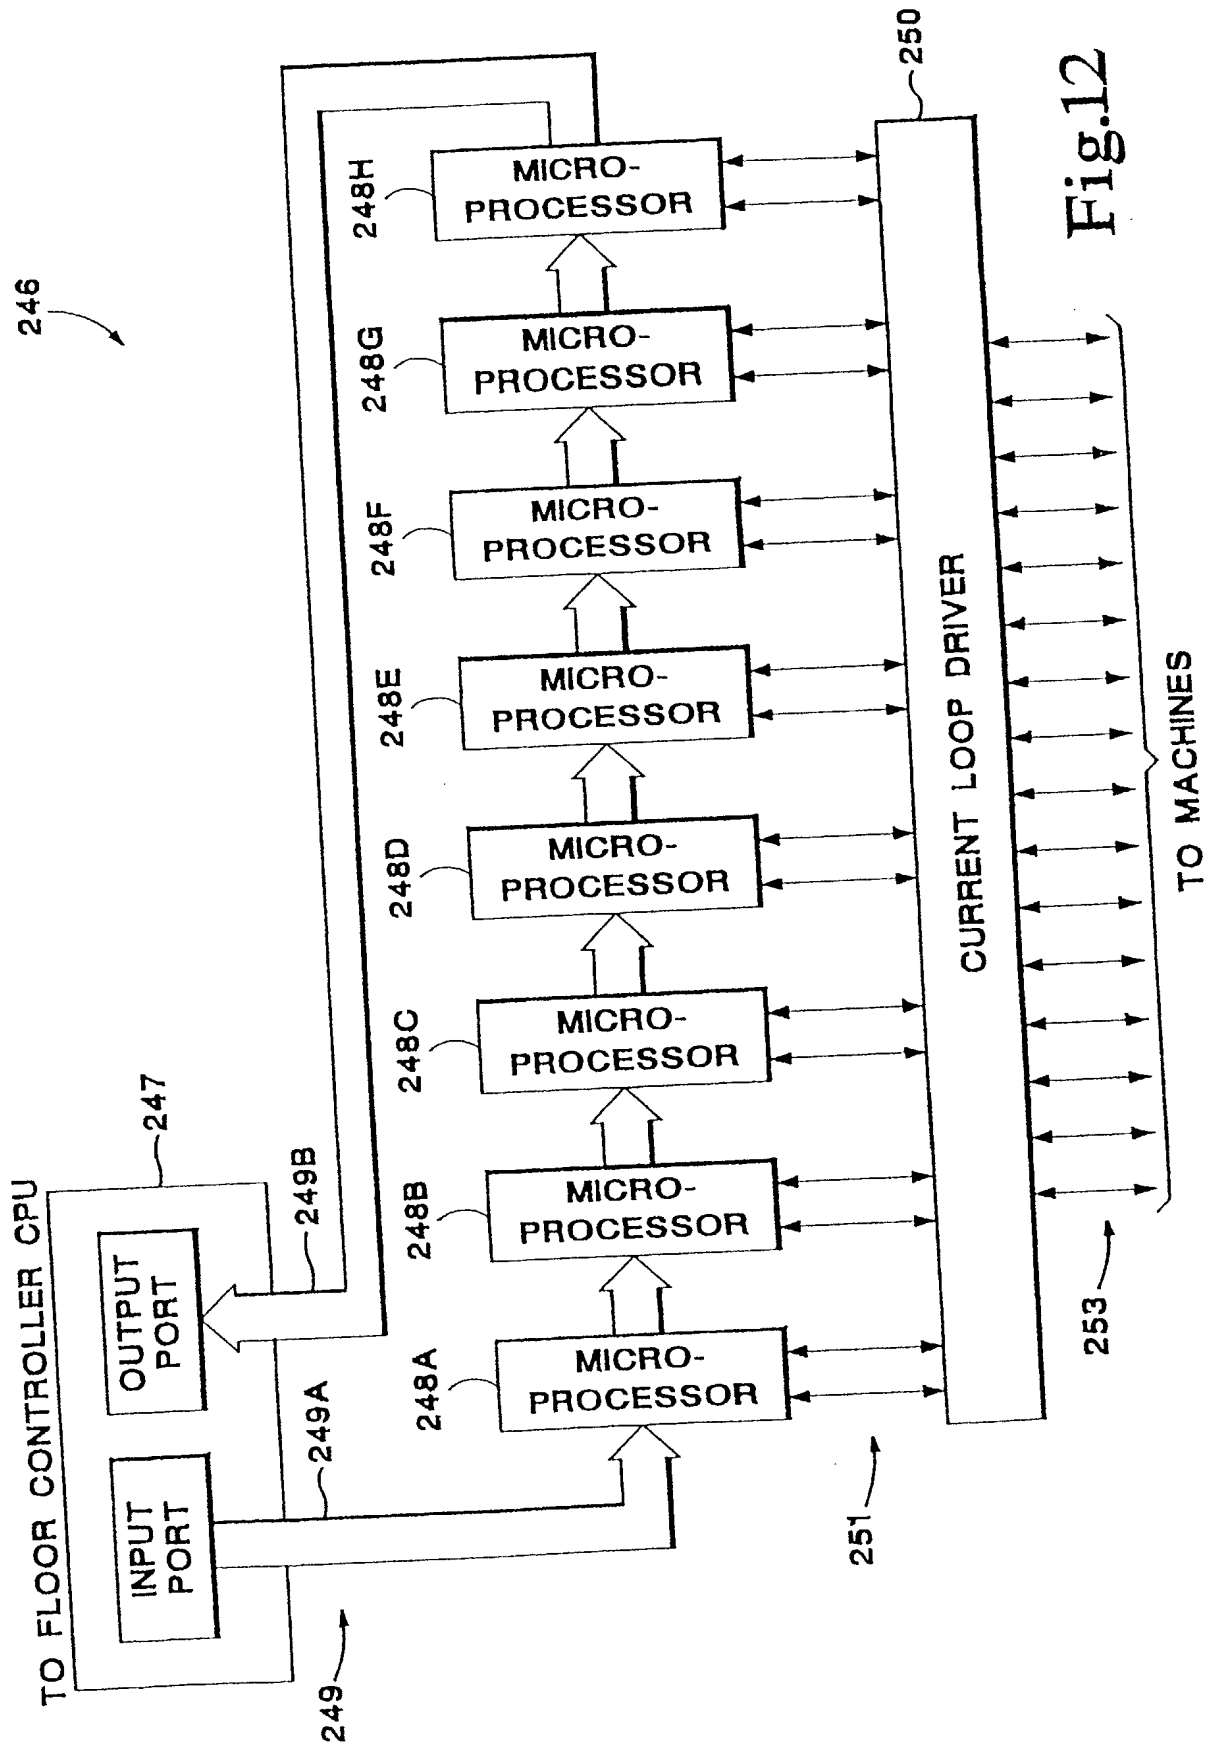 246
TO FLOOR CONTROLLER CPU
247
INPUT
PORT
OUTPUT
PORT
249
249A
249B
248A
248B
248C
248D
248E
248F
248G
248H
MICRO-
PROCESSOR
MICRO-
PROCESSOR
MICRO-
PROCESSOR
MICRO-
PROCESSOR
MICRO-
PROCESSOR
MICRO-
PROCESSOR
MICRO-
PROCESSOR
MICRO-
PROCESSOR
251
CURRENT LOOP DRIVER
250
253
TO MACHINES
Fig.12